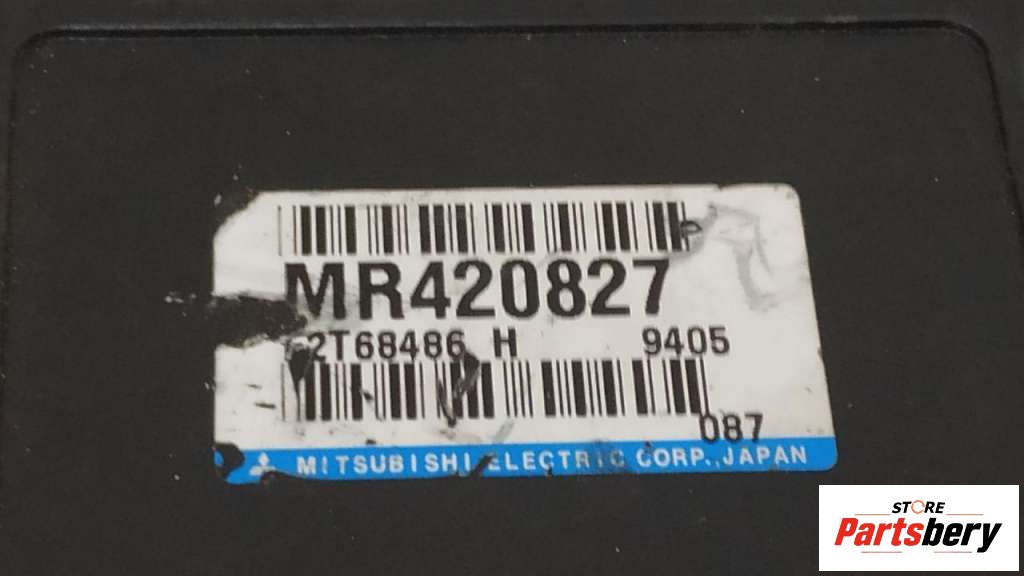 MR420827
2T68486 H 9405
087
MITSUBISHI ELECTRIC CORP., JAPAN
STORE
Partsbery